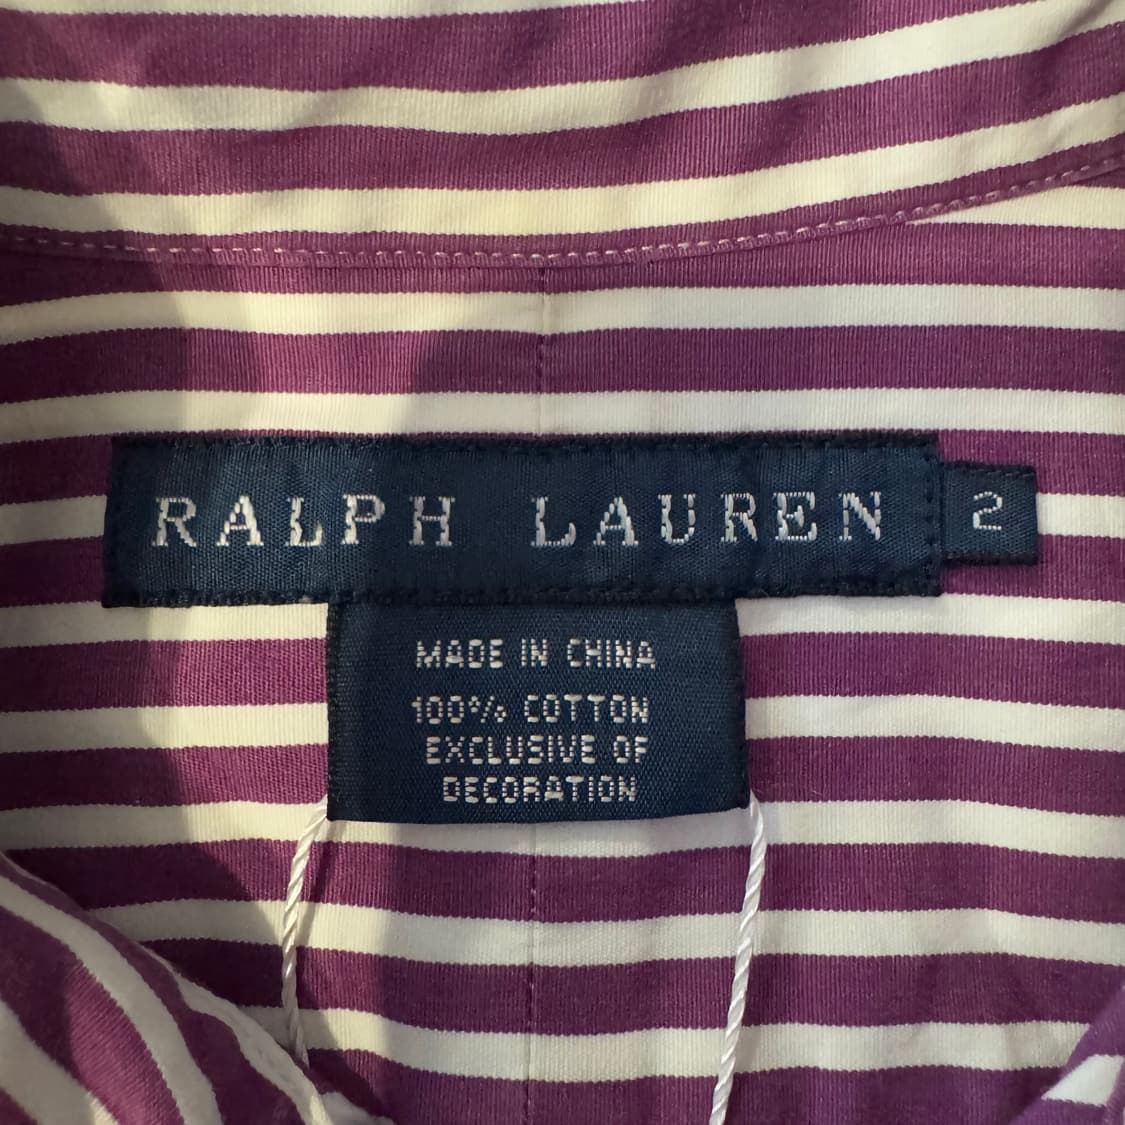 RALPH LAUREN 2
MADE IN CHINA
100% COTTON
EXCLUSIVE OF
DECORATION